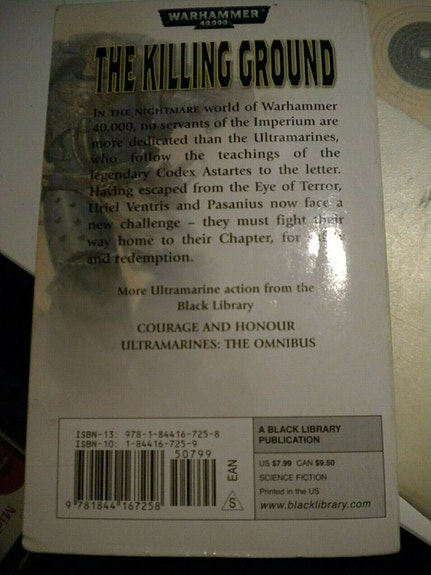 WARHAMMER
40,000
THE KILLING GROUND
IN THE NIGHTMARE world of Warhammer
40,000, no servants of the Imperium are
more dedicated than the Ultramarines,
who follow the teachings of the
legendary Codex Astartes to the letter.
Having escaped from the Eye of Terror,
Uriel Ventris and Pasanius now face a
new challenge – they must fight their
way home to their Chapter, for
and redemption.
More Ultramarine action from the
Black Library
COURAGE AND HONOUR
ULTRAMARINES: THE OMNIBUS
ISBN-13: 978-1-84416-725-8
ISBN-10: 1-84416-725-9
50799
9 781844 167258
EAN
S
A BLACK LIBRARY
PUBLICATION
US $7.99 CAN $9.50
SCIENCE FICTION
Printed in the US
www.blacklibrary.com